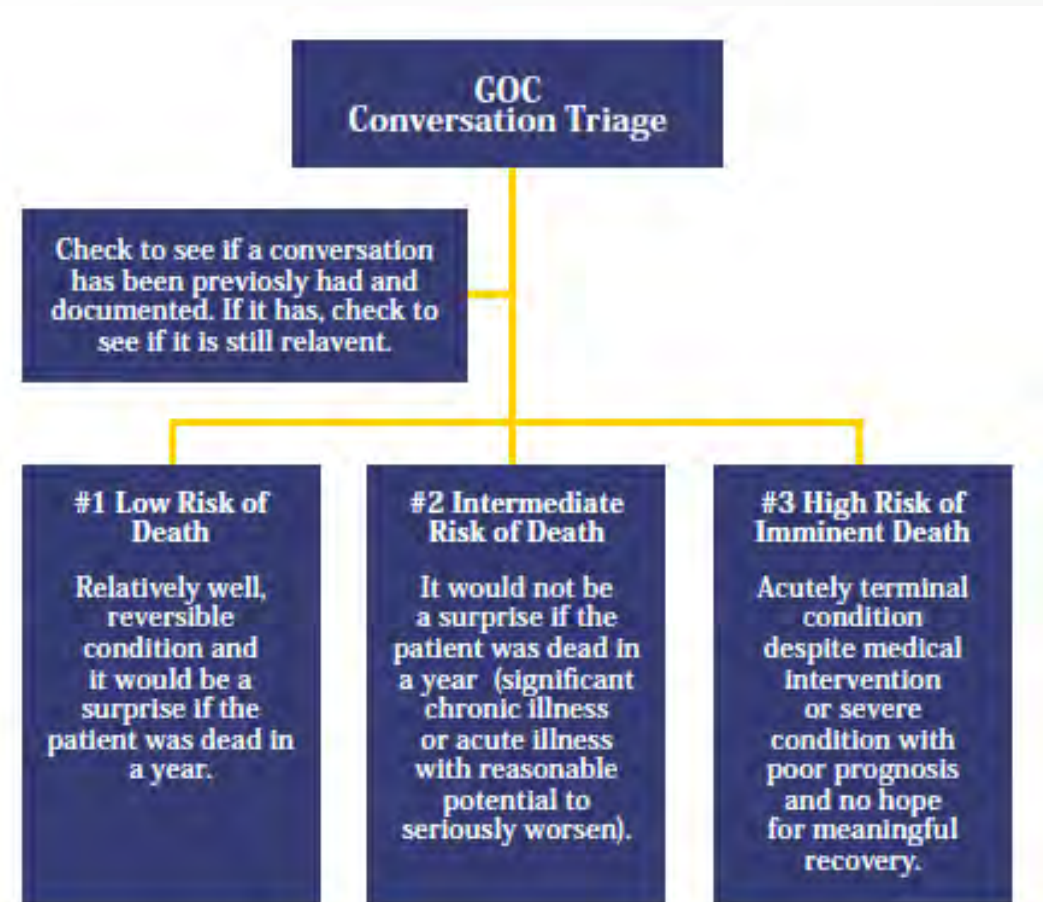 GOC
Conversation Triage
Check to see if a conversation
has been previosly had and
documented. If it has, check to
see if it is still relavent.
#1 Low Risk of
Death
Relatively well,
reversible
condition and
it would be a
surprise if the
patient was dead in
a year.
#2 Intermediate
Risk of Death
It would not be
a surprise if the
patient was dead in
a year (significant
chronic illness
or acute illness
with reasonable
potential to
seriously worsen).
#3 High Risk of
Imminent Death
Acutely terminal
condition
despite medical
intervention
or severe
condition with
poor prognosis
and no hope
for meaningful
recovery.